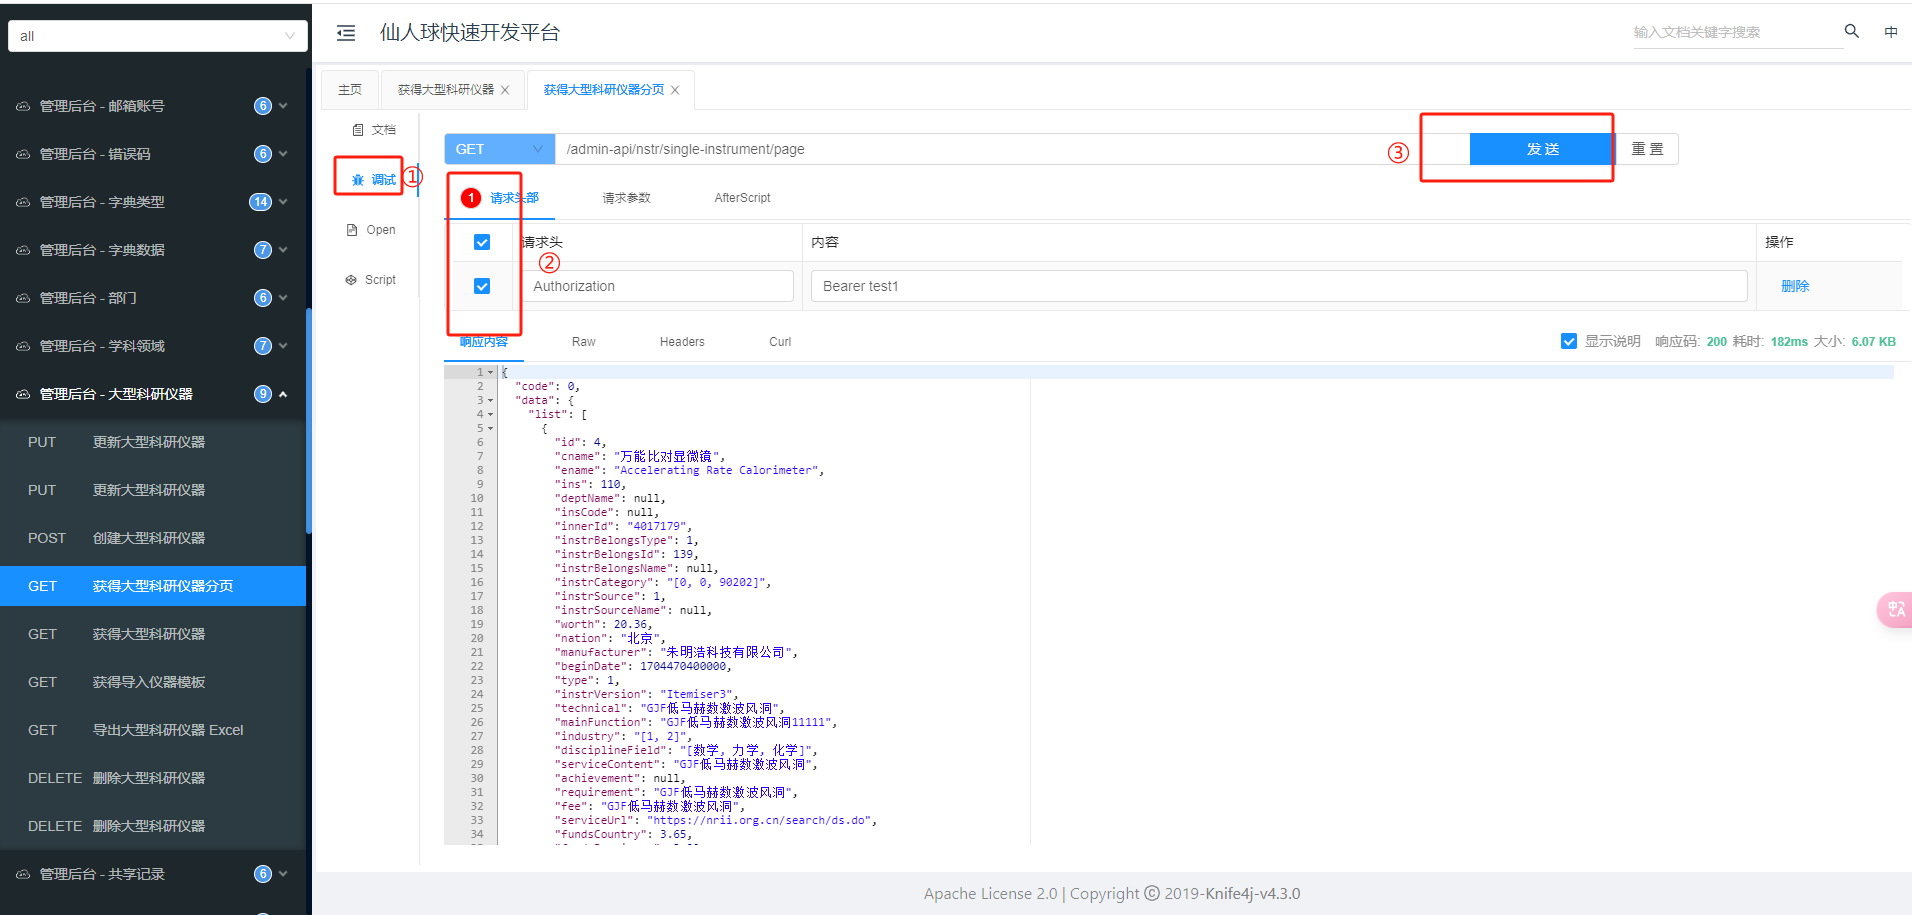 all
仙人球快速开发平台
输入文档关键字搜索
中
管理后台 - 邮箱账号 6
管理后台 - 错误码 6
管理后台 - 字典类型 14
管理后台 - 字典数据 7
管理后台 - 部门 6
管理后台 - 学科领域 7
管理后台 - 大型科研仪器 9
PUT 更新大型科研仪器
PUT 更新大型科研仪器
POST 创建大型科研仪器
GET 获得大型科研仪器分页
GET 获得大型科研仪器
GET 获得导入仪器模板
GET 导出大型科研仪器 Excel
DELETE 删除大型科研仪器
DELETE 删除大型科研仪器
管理后台 - 共享记录 6
主页 获得大型科研仪器 获得大型科研仪器分页
文档
调试 ①
Open
Script
GET /admin-api/nstr/single-instrument/page ③ 发送 重置
1 请求头部 请求参数 AfterScript
请求头 内容 操作
②
Authorization Bearer test1 删除
响应内容 Raw Headers Curl 显示说明 响应码: 200 耗时: 182ms 大小: 6.07 KB
1 {
2 "code": 0,
3 "data": {
4 "list": [
5 {
6 "id": 4,
7 "cname": "万能比对显微镜",
8 "ename": "Accelerating Rate Calorimeter",
9 "ins": 110,
10 "deptName": null,
11 "insCode": null,
12 "innerId": "4017179",
13 "instrBelongsType": 1,
14 "instrBelongsId": 139,
15 "instrBelongsName": null,
16 "instrCategory": "[0, 0, 90202]",
17 "instrSource": 1,
18 "instrSourceName": null,
19 "worth": 20.36,
20 "nation": "北京",
21 "manufacturer": "朱明浩科技有限公司",
22 "beginDate": 1704470400000,
23 "type": 1,
24 "instrVersion": "Itemiser3",
25 "technical": "GJF低马赫数激波风洞",
26 "mainFunction": "GJF低马赫数激波风洞11111",
27 "industry": "[1, 2]",
28 "disciplineField": "[数学, 力学, 化学]",
29 "serviceContent": "GJF低马赫数激波风洞",
30 "achievement": null,
31 "requirement": "GJF低马赫数激波风洞",
32 "fee": "GJF低马赫数激波风洞",
33 "serviceUrl": "https://nrii.org.cn/search/ds.do",
34 "fundsCountry": 3.65,
Apache License 2.0 | Copyright © 2019-Knife4j-v4.3.0